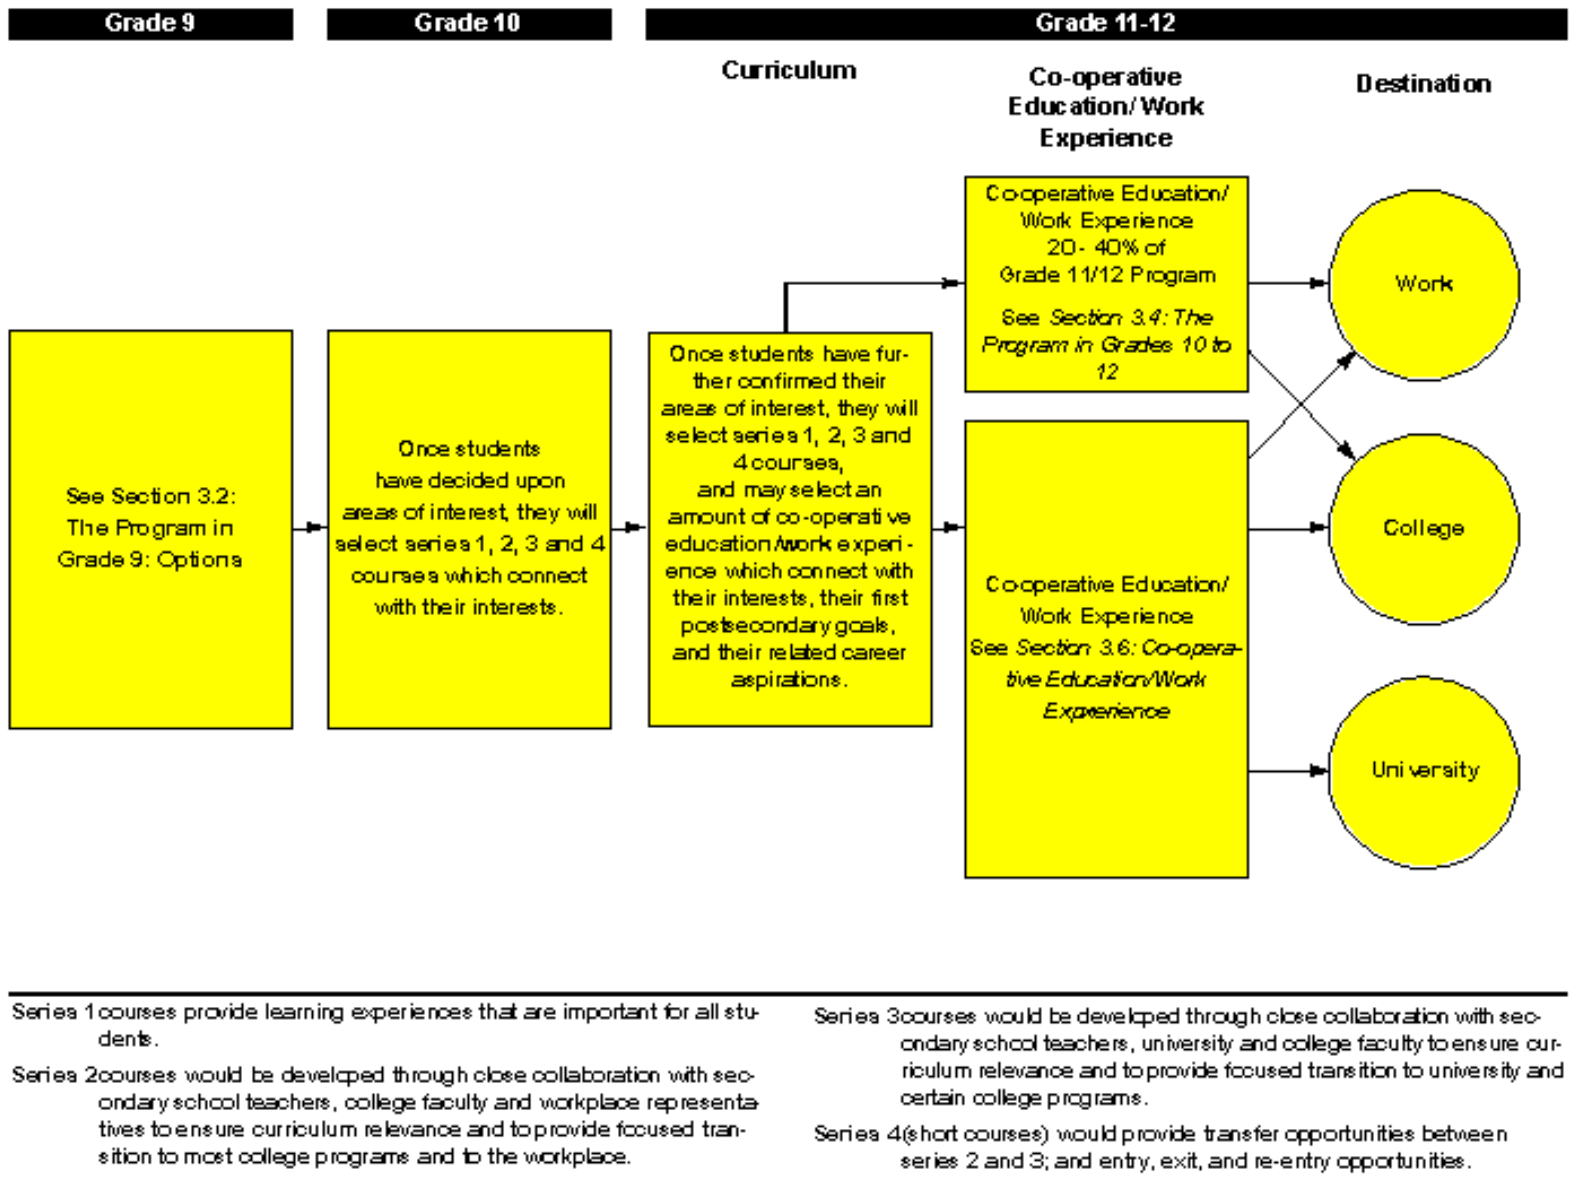 Grade 9
Grade 10
Grade 11-12
Curriculum
Co-operative
Education/ Work
Experience
Destination
See Section 3.2:
The Program in
Grade 9: Options
Once students
have decided upon
areas of interest, they will
select series 1, 2, 3 and 4
courses which connect
with their interests.
Once students have fur-
ther confirmed their
areas of interest, they will
select series 1, 2, 3 and
4 courses,
and may select an
amount of co-operative
education/work experi-
ence which connect with
their interests, their first
postsecondary goals,
and their related career
aspirations.
Co-operative Education/
Work Experience
20 - 40% of
Grade 11/12 Program
See Section 3.4: The
Program in Grades 10 to
12
Co-operative Education/
Work Experience
See Section 3.6: Co-opera-
tive Education/Work
Expxerience
Work
College
University
Series 1 courses provide learning experiences that are important for all stu-
dents.
Series 2 courses would be developed through close collaboration with sec-
ondary school teachers, college faculty and workplace representa-
tives to ensure curriculum relevance and to provide focused tran-
sition to most college programs and to the workplace.
Series 3 courses would be developed through close collaboration with sec-
ondary school teachers, university and college faculty to ensure cur-
riculum relevance and to provide focused transition to university and
certain college programs.
Series 4 (short courses) would provide transfer opportunities between
series 2 and 3; and entry, exit, and re-entry opportunities.